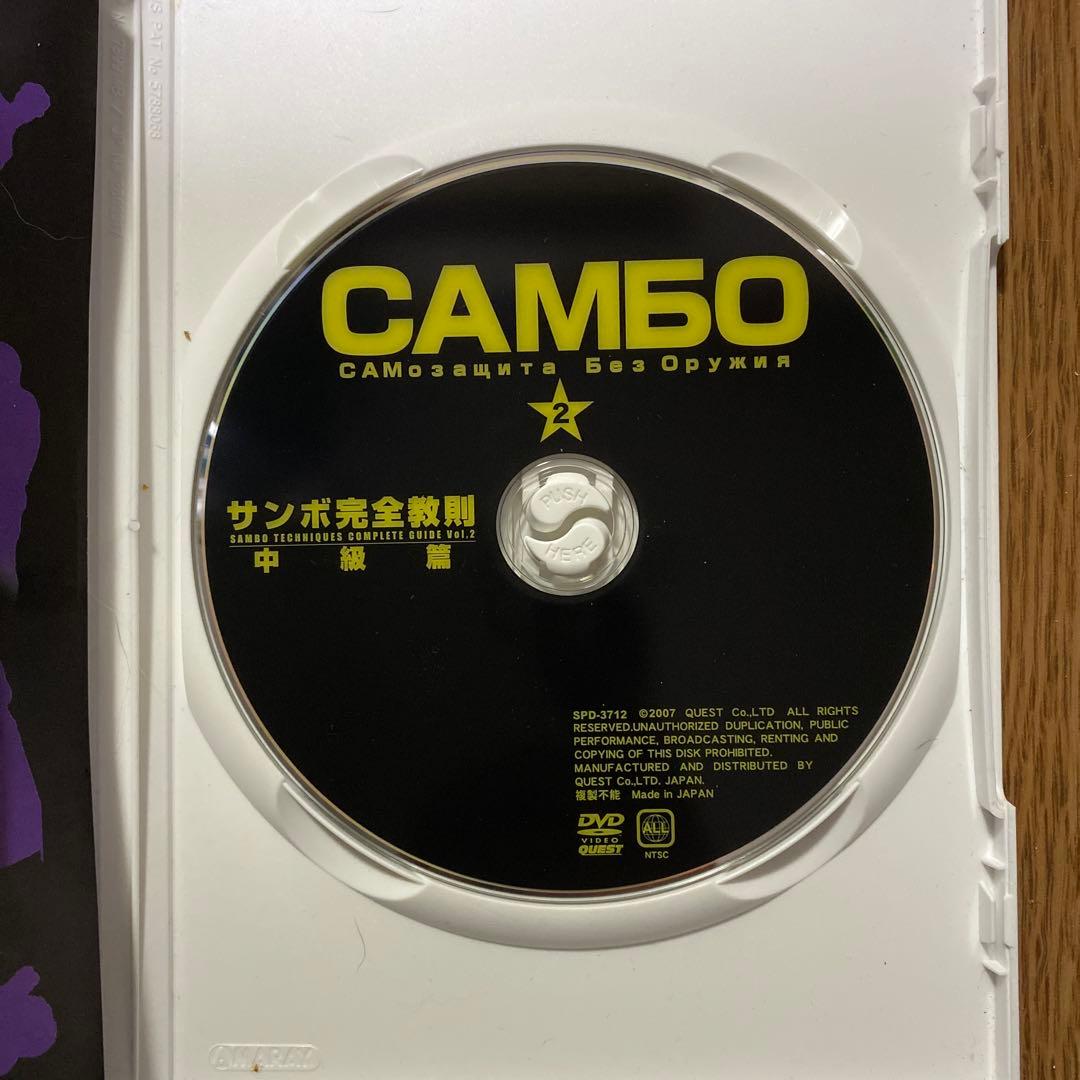 САМБО
САМозащита Без Оружия
2
PUSH
HERE
サンボ完全教則
SAMBO TECHNIQUES COMPLETE GUIDE Vol.2
中級篇
SPD-3712 ©2007 QUEST Co.,LTD ALL RIGHTS
RESERVED.UNAUTHORIZED DUPLICATION, PUBLIC
PERFORMANCE, BROADCASTING, RENTING AND
COPYING OF THIS DISK PROHIBITED.
MANUFACTURED AND DISTRIBUTED BY
QUEST Co.,LTD. JAPAN.
複製不能 Made in JAPAN
DVD
VIDEO
QUEST
ALL
NTSC
AMARAY